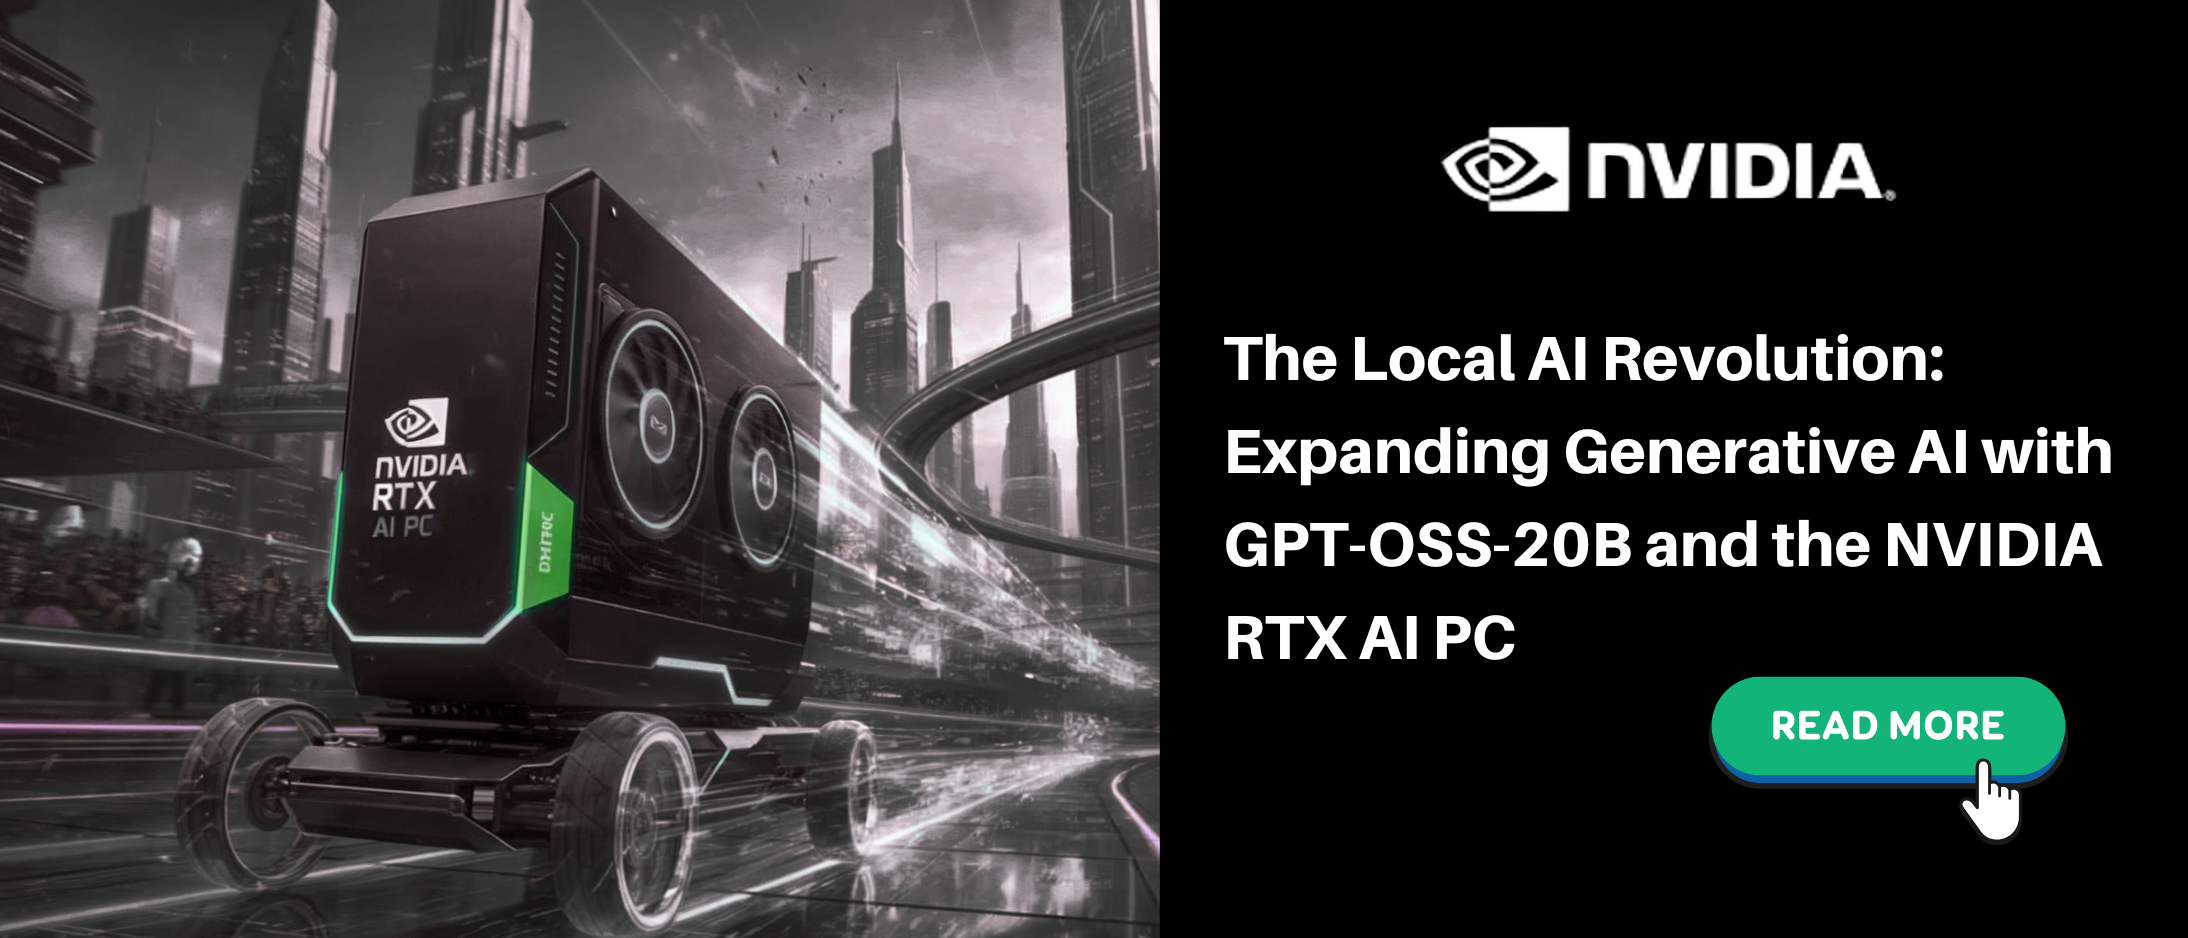 NVIDIA
RTX
AI PC
NVIDIA
The Local AI Revolution:
Expanding Generative AI with
GPT-OSS-20B and the NVIDIA
RTX AI PC
READ MORE